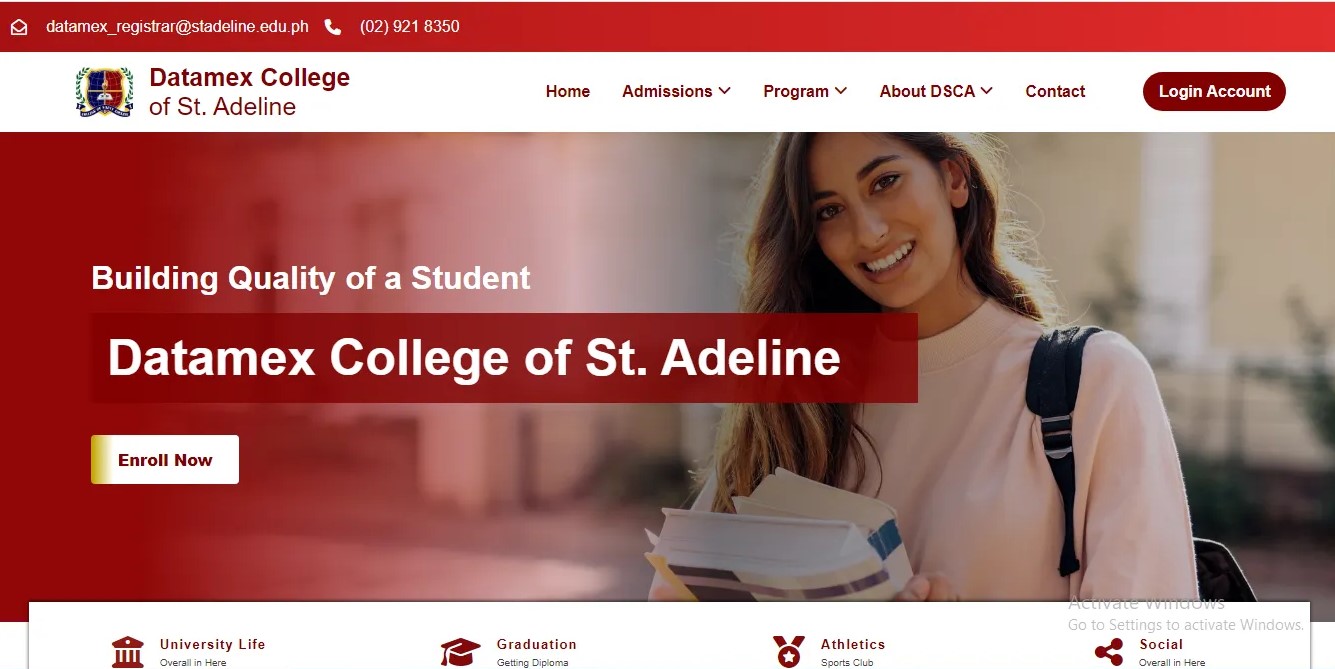 datamex_registrar@stadeline.edu.ph (02) 921 8350
Datamex College
of St. Adeline
Home Admissions Program About DSCA Contact Login Account
Building Quality of a Student
Datamex College of St. Adeline
Enroll Now
Activate Windows
Go to Settings to activate Windows.
University Life
Overall in Here
Graduation
Getting Diploma
Athletics
Sports Club
Social
Overall in Here